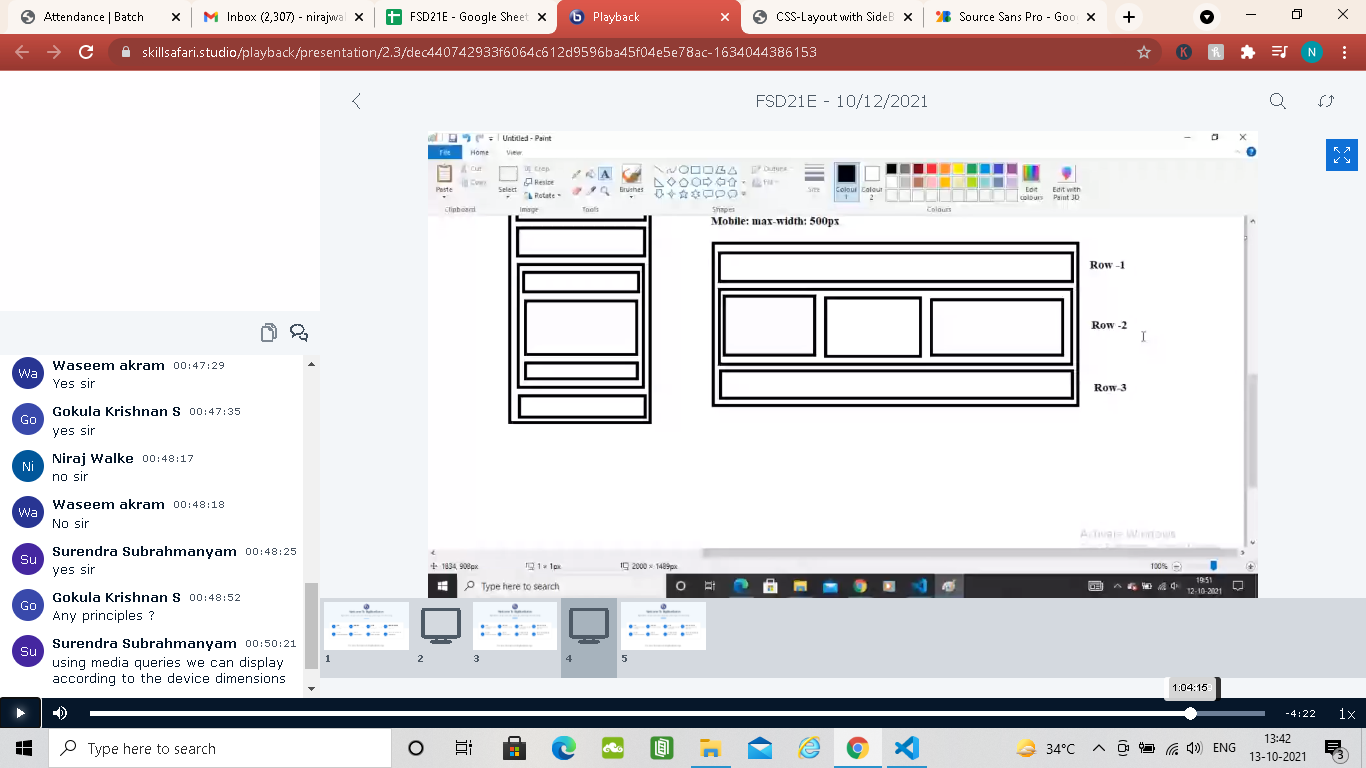 Attendance | Batch
Inbox (2,307) - nirajwal
FSD21E - Google Sheet
Playback
CSS-Layout with SideB
Source Sans Pro - Goo
skillsafari.studio/playback/presentation/2.3/dec440742933f6064c612d9596ba45f04e5e78ac-1634044386153
K
N
FSD21E - 10/12/2021
Untitled - Paint
File Home View
Paste
Cut
Copy
Select
Crop
Resize
Rotate
A
Brushes
Outline
Fill
Size
Colour 1
Colour 2
Edit colours
Edit with Paint 3D
Clipboard
Image
Tools
Shapes
Colours
Mobile: max-width: 500px
Row -1
Row -2
Row-3
Activate Windows
1634, 908px
1 × 1px
2000 × 1489px
100%
Type here to search
19:51
12-10-2021
Wa
Waseem akram 00:47:29
Yes sir
Go
Gokula Krishnan S 00:47:35
yes sir
Ni
Niraj Walke 00:48:17
no sir
Wa
Waseem akram 00:48:18
No sir
Su
Surendra Subrahmanyam 00:48:25
yes sir
Go
Gokula Krishnan S 00:48:52
Any principles ?
Su
Surendra Subrahmanyam 00:50:21
using media queries we can display
according to the device dimensions
1
2
3
4
5
1:04:15
-4:22
1x
Type here to search
34°C
ENG
13:42
13-10-2021
3